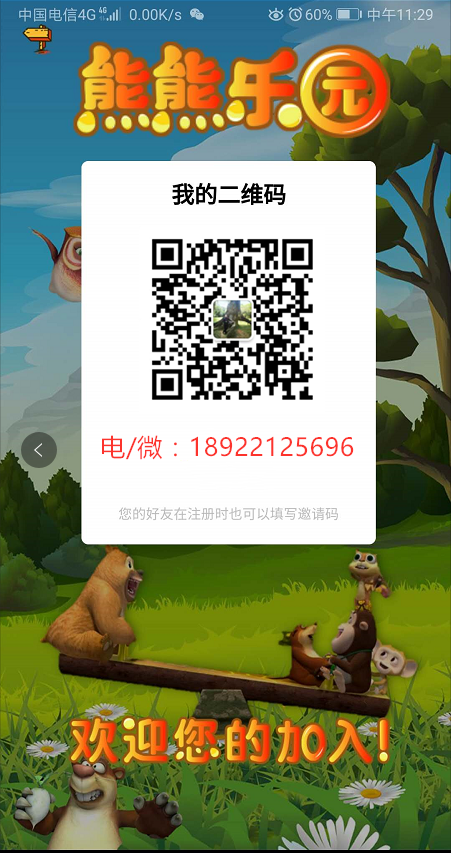 中国电信4G 4G 0.00K/s 60% 中午11:29
熊熊乐园
我的二维码
电/微：18922125696
您的好友在注册时也可以填写邀请码
欢迎您的加入!